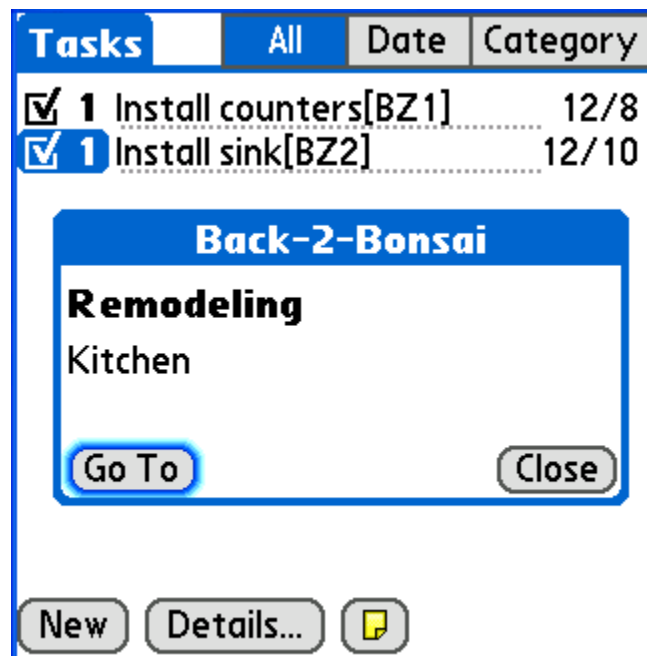 Tasks All Date Category
1 Install counters[BZ1] 12/8
1 Install sink[BZ2] 12/10
Back-2-Bonsai
Remodeling
Kitchen
Go To Close
New Details...